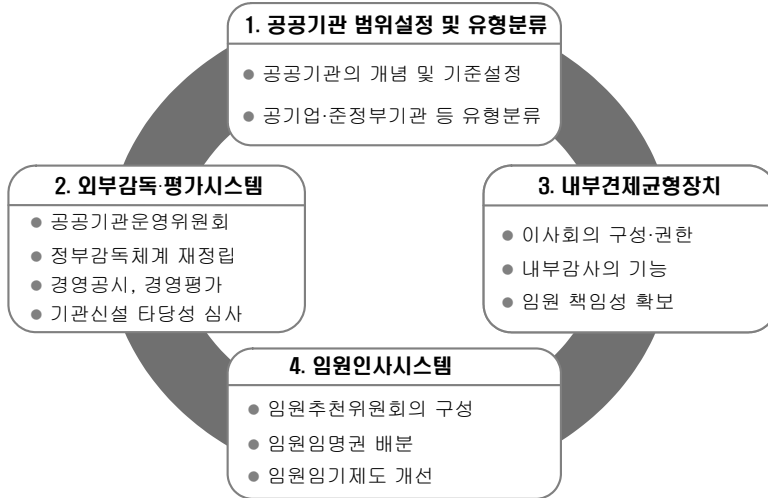 1. 공공기관 범위설정 및 유형분류
● 공공기관의 개념 및 기준설정
● 공기업·준정부기관 등 유형분류
2. 외부감독·평가시스템
● 공공기관운영위원회
● 정부감독체계 재정립
● 경영공시, 경영평가
● 기관신설 타당성 심사
3. 내부견제균형장치
● 이사회의 구성·권한
● 내부감사의 기능
● 임원 책임성 확보
4. 임원인사시스템
● 임원추천위원회의 구성
● 임원임명권 배분
● 임원임기제도 개선